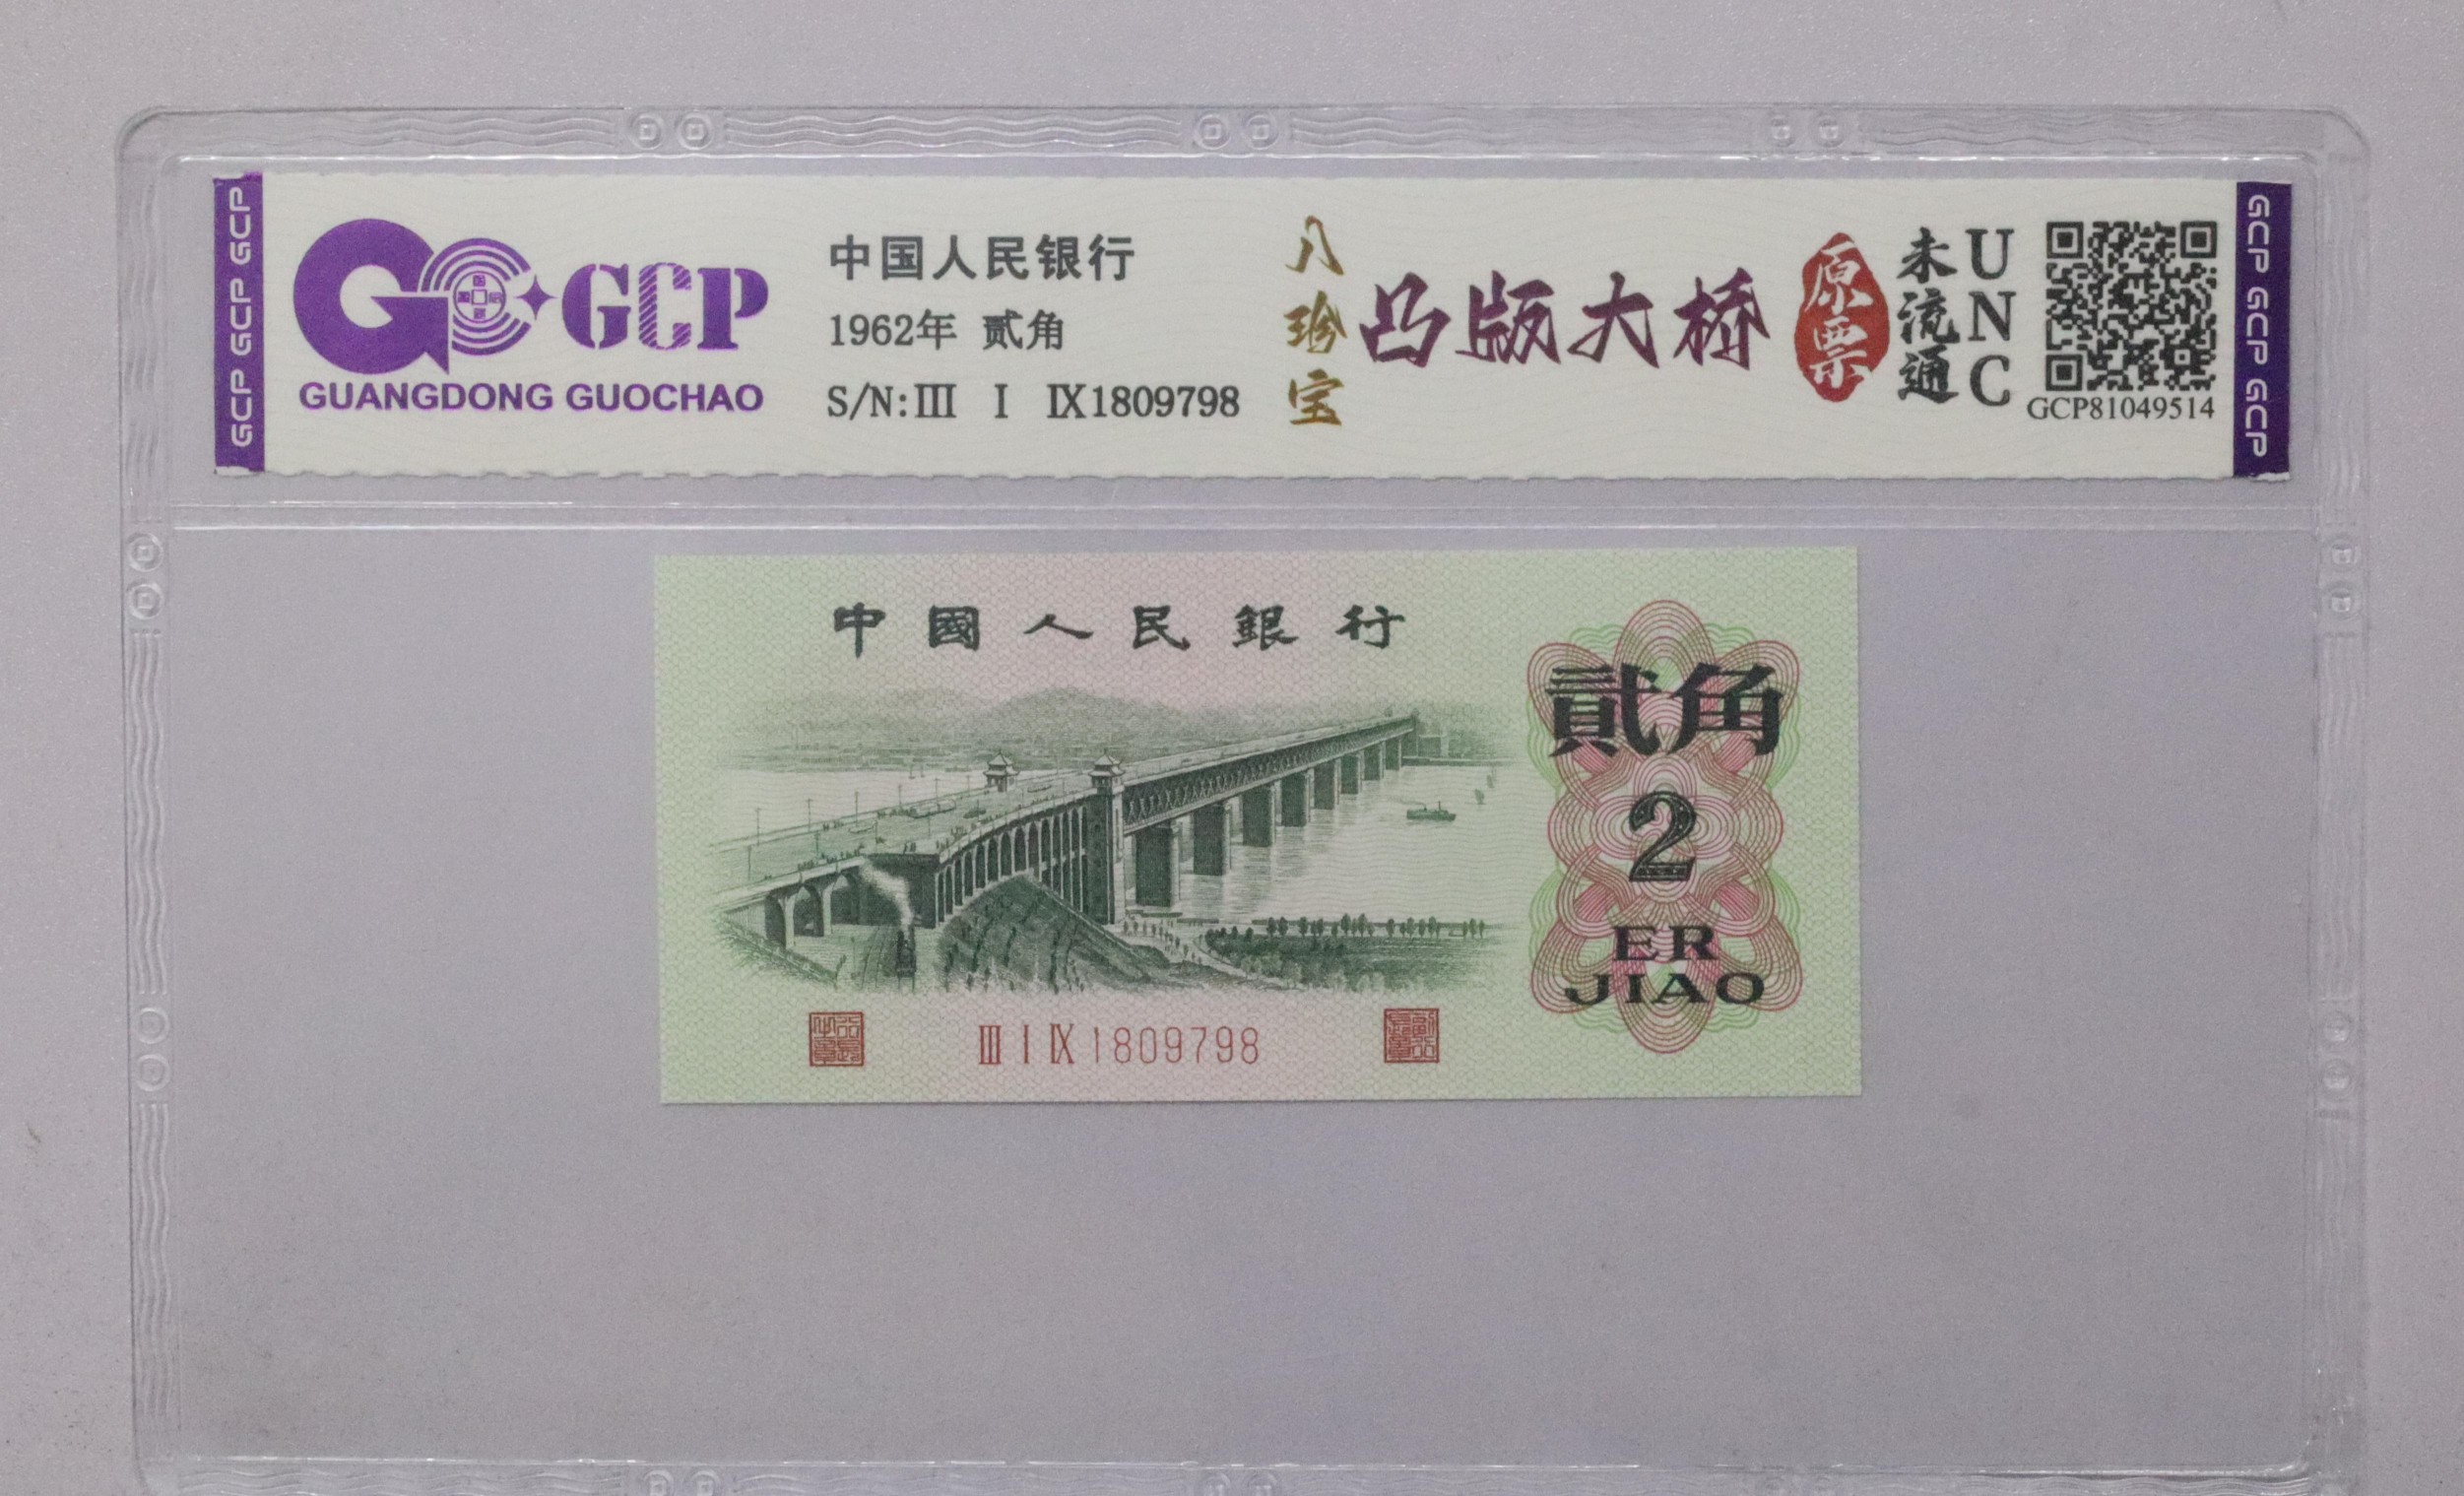 GCP GCP GCP
GCP
GUANGDONG GUOCHAO
中国人民银行
1962年 贰角
S/N:Ⅲ Ⅰ Ⅸ1809798
八珍宝
凸版大桥
原票
未流通
UNC
GCP81049514
GCP GCP GCP
中國人民銀行
貳角
2
ER
JIAO
Ⅲ Ⅰ Ⅸ 1809798